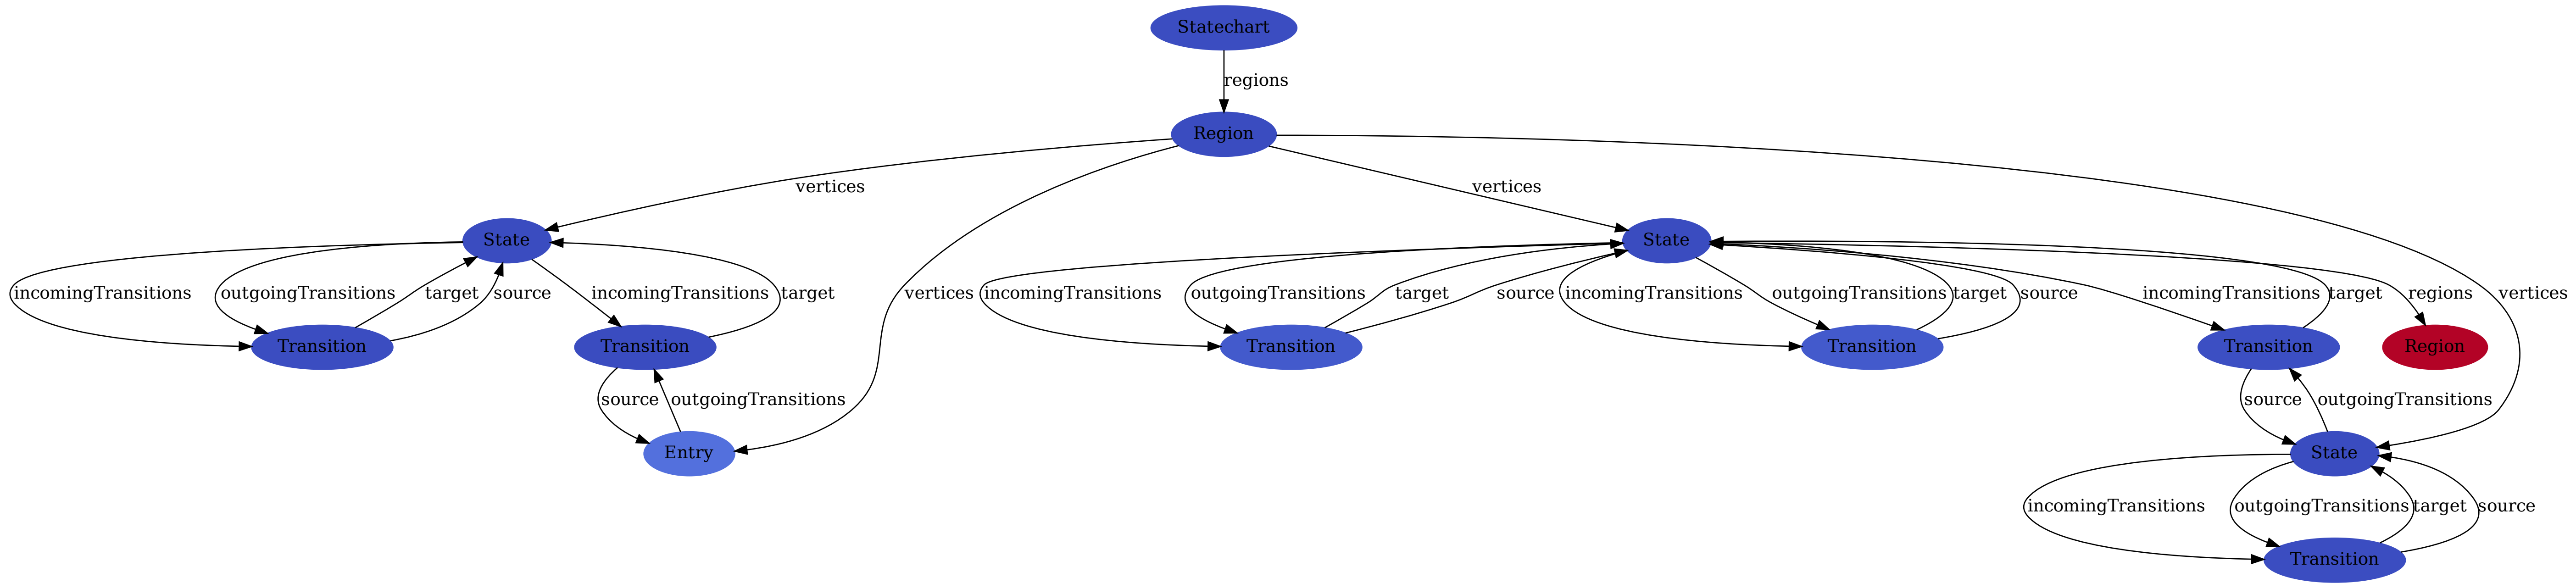 Statechart
regions
Region
vertices
vertices
State
State
incomingTransitions
outgoingTransitions
target
source
incomingTransitions
target
vertices
incomingTransitions
outgoingTransitions
target
source
incomingTransitions
outgoingTransitions
target
source
incomingTransitions
target
regions
vertices
Transition
Transition
Transition
Transition
Transition
Region
source
outgoingTransitions
source
outgoingTransitions
Entry
State
incomingTransitions
outgoingTransitions
target
source
Transition